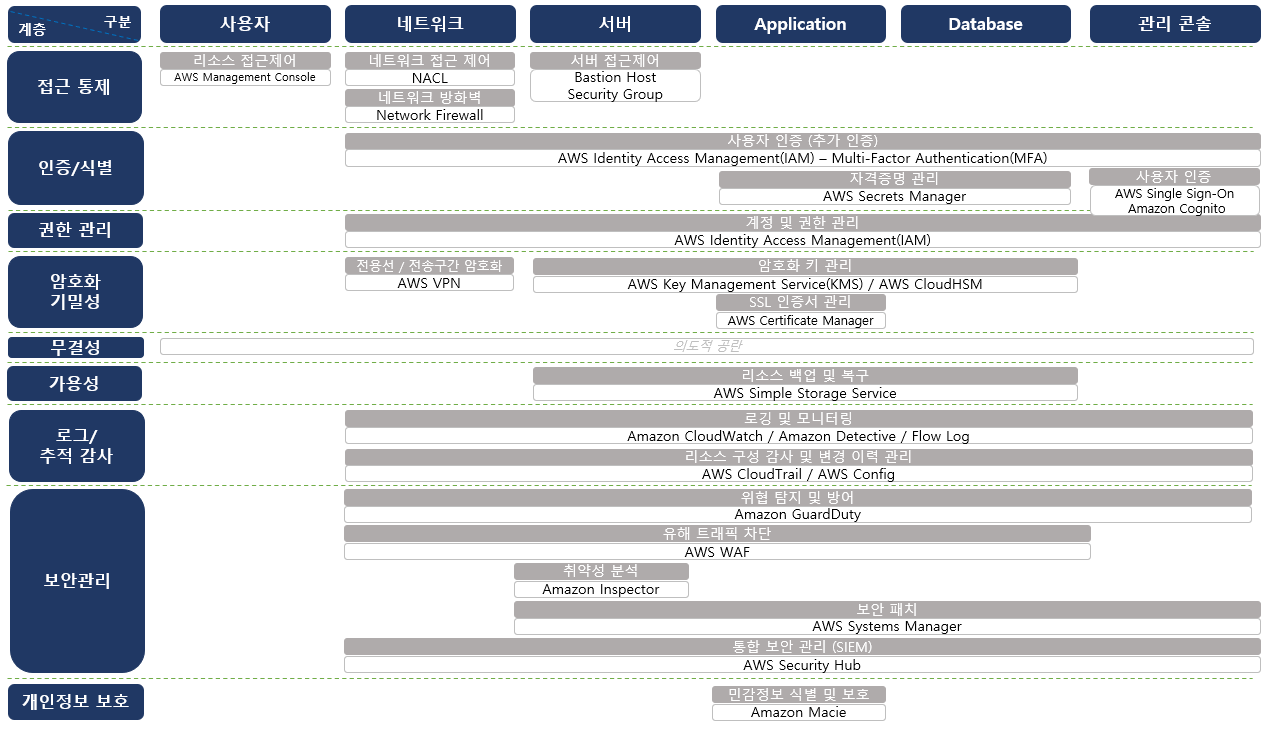 구분
계층
사용자
네트워크
서버
Application
Database
관리 콘솔
접근 통제
리소스 접근제어
AWS Management Console
네트워크 접근 제어
NACL
네트워크 방화벽
Network Firewall
서버 접근제어
Bastion Host
Security Group
인증/식별
사용자 인증 (추가 인증)
AWS Identity Access Management(IAM) – Multi-Factor Authentication(MFA)
자격증명 관리
AWS Secrets Manager
사용자 인증
AWS Single Sign-On
Amazon Cognito
권한 관리
계정 및 권한 관리
AWS Identity Access Management(IAM)
암호화
기밀성
전용선 / 전송구간 암호화
AWS VPN
암호화 키 관리
AWS Key Management Service(KMS) / AWS CloudHSM
SSL 인증서 관리
AWS Certificate Manager
무결성
의도적 공란
가용성
리소스 백업 및 복구
AWS Simple Storage Service
로그/
추적 감사
로깅 및 모니터링
Amazon CloudWatch / Amazon Detective / Flow Log
리소스 구성 감사 및 변경 이력 관리
AWS CloudTrail / AWS Config
보안관리
위협 탐지 및 방어
Amazon GuardDuty
유해 트래픽 차단
AWS WAF
취약성 분석
Amazon Inspector
보안 패치
AWS Systems Manager
통합 보안 관리 (SIEM)
AWS Security Hub
개인정보 보호
민감정보 식별 및 보호
Amazon Macie